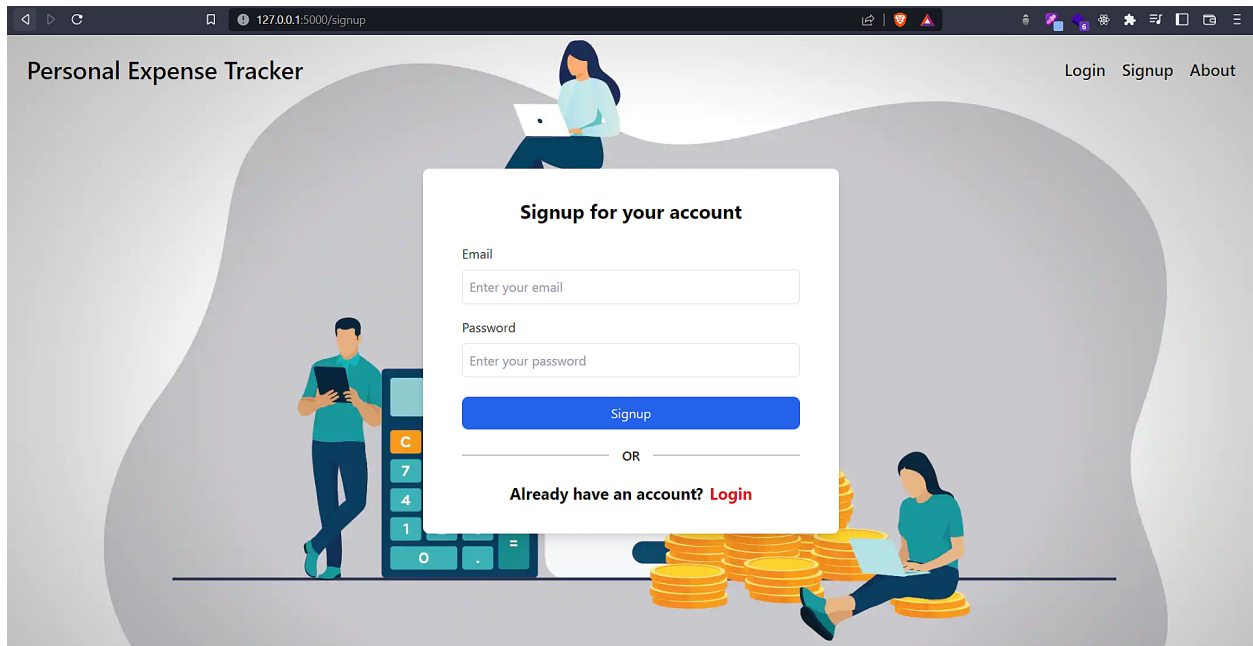 127.0.0.1:5000/signup
6
Personal Expense Tracker
Login Signup About
Signup for your account
Email
Enter your email
Password
Enter your password
Signup
OR
Already have an account? Login
C
7
4
1
0 . =